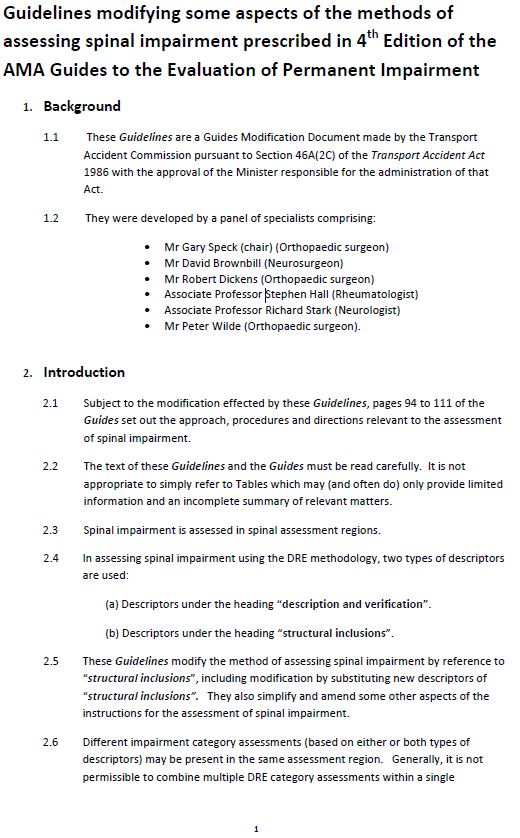 Guidelines modifying some aspects of the methods of
assessing spinal impairment prescribed in 4th Edition of the
AMA Guides to the Evaluation of Permanent Impairment
1. Background
1.1 These Guidelines are a Guides Modification Document made by the Transport
Accident Commission pursuant to Section 46A(2C) of the Transport Accident Act
1986 with the approval of the Minister responsible for the administration of that
Act.
1.2 They were developed by a panel of specialists comprising:
• Mr Gary Speck (chair) (Orthopaedic surgeon)
• Mr David Brownbill (Neurosurgeon)
• Mr Robert Dickens (Orthopaedic surgeon)
• Associate Professor Stephen Hall (Rheumatologist)
• Associate Professor Richard Stark (Neurologist)
• Mr Peter Wilde (Orthopaedic surgeon).
2. Introduction
2.1 Subject to the modification effected by these Guidelines, pages 94 to 111 of the
Guides set out the approach, procedures and directions relevant to the assessment
of spinal impairment.
2.2 The text of these Guidelines and the Guides must be read carefully. It is not
appropriate to simply refer to Tables which may (and often do) only provide limited
information and an incomplete summary of relevant matters.
2.3 Spinal impairment is assessed in spinal assessment regions.
2.4 In assessing spinal impairment using the DRE methodology, two types of descriptors
are used:
(a) Descriptors under the heading “description and verification”.
(b) Descriptors under the heading “structural inclusions”.
2.5 These Guidelines modify the method of assessing spinal impairment by reference to
“structural inclusions”, including modification by substituting new descriptors of
“structural inclusions”. They also simplify and amend some other aspects of the
instructions for the assessment of spinal impairment.
2.6 Different impairment category assessments (based on either or both types of
descriptors) may be present in the same assessment region. Generally, it is not
permissible to combine multiple DRE category assessments within a single
1